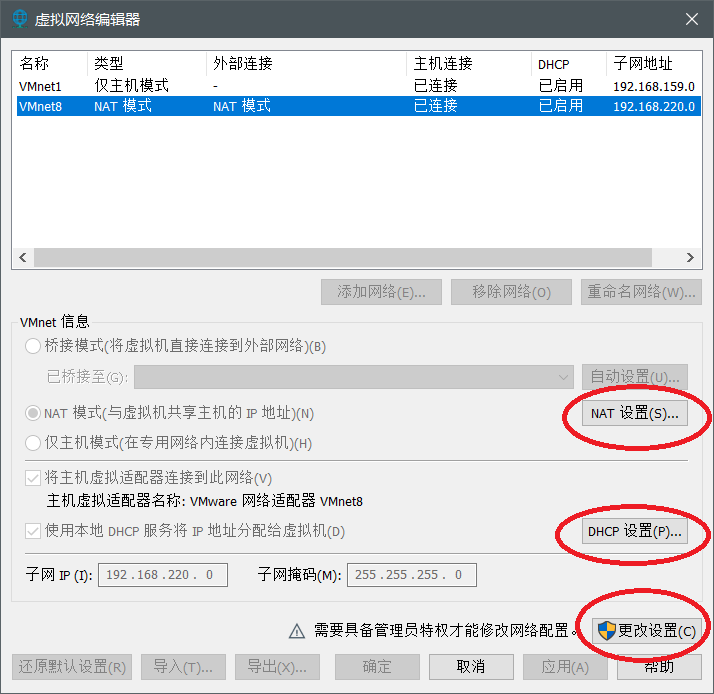 虚拟网络编辑器
名称 类型 外部连接 主机连接 DHCP 子网地址
VMnet1 仅主机模式 - 已连接 已启用 192.168.159.0
VMnet8 NAT 模式 NAT 模式 已连接 已启用 192.168.220.0
添加网络(E)... 移除网络(O) 重命名网络(W)...
VMnet 信息
桥接模式(将虚拟机直接连接到外部网络)(B)
已桥接至(G): 自动设置(U)...
NAT 模式(与虚拟机共享主机的 IP 地址)(N) NAT 设置(S)...
仅主机模式(在专用网络内连接虚拟机)(H)
将主机虚拟适配器连接到此网络(V)
主机虚拟适配器名称: VMware 网络适配器 VMnet8
使用本地 DHCP 服务将 IP 地址分配给虚拟机(D) DHCP 设置(P)...
子网 IP (I): 192 . 168 . 220 . 0 子网掩码(M): 255 . 255 . 255 . 0
需要具备管理员特权才能修改网络配置。 更改设置(C)
还原默认设置(R) 导入(T)... 导出(X)... 确定 取消 应用(A) 帮助